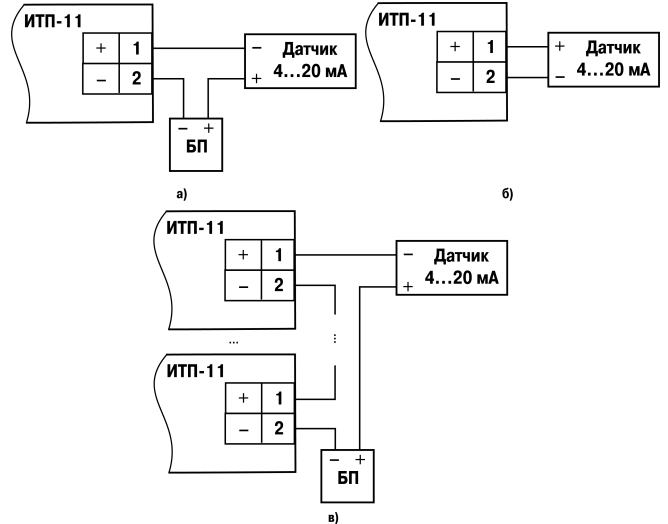 ИТП-11
+ 1
– 2
– Датчик
+ 4...20 мА
– +
БП
а)
ИТП-11
+ 1
– 2
+ Датчик
– 4...20 мА
б)
ИТП-11
+ 1
– 2
– Датчик
+ 4...20 мА
... ...
ИТП-11
+ 1
– 2
– +
БП
в)